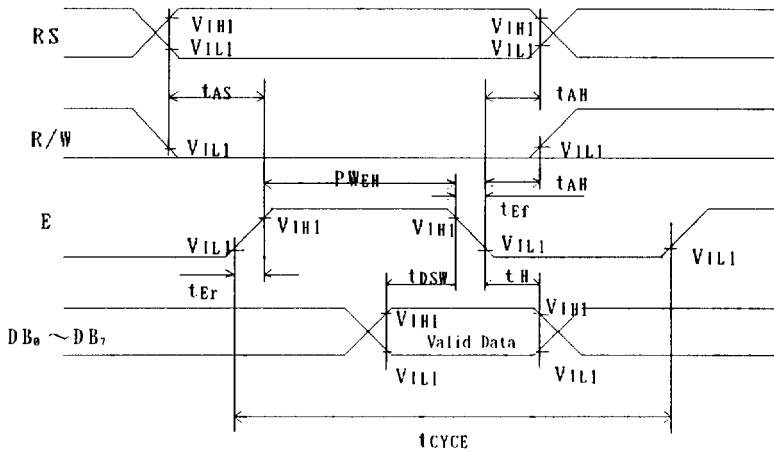 RS VIH1 VIL1 VIH1 VIL1
tAS tAH
R/W VIL1 VIL1
PWEH tAH
tEf
E VIH1 VIH1
VIL1 VIL1 VIL1
tEr tDSW tH
VIH1 VIH1
DB₀ ~DB₇ Valid Data
VIL1 VIL1
tCYCE